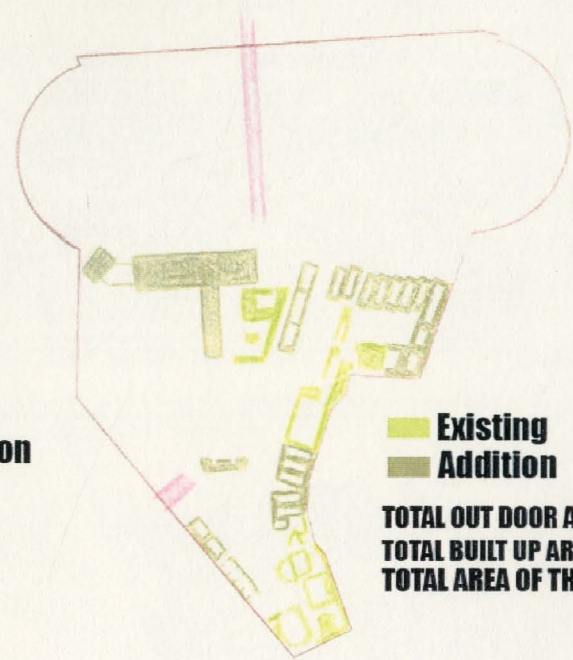 on
Existing
Addition
TOTAL OUT DOOR A
TOTAL BUILT UP AR
TOTAL AREA OF TH